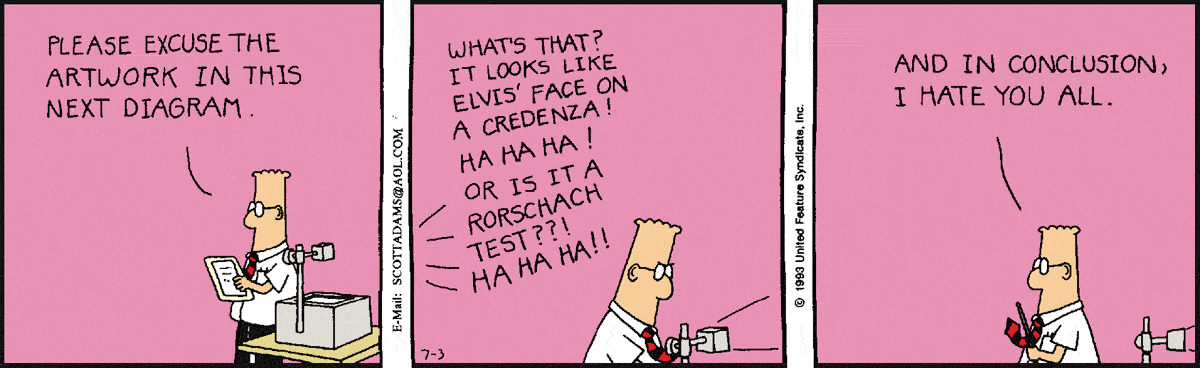 PLEASE EXCUSE THE
ARTWORK IN THIS
NEXT DIAGRAM.
E-Mail: SCOTTADAMS@AOL.COM
WHAT'S THAT?
IT LOOKS LIKE
ELVIS' FACE ON
A CREDENZA!
HA HA HA!
OR IS IT A
RORSCHACH
TEST??!
HA HA HA!!
7-3
© 1993 United Feature Syndicate, Inc.
AND IN CONCLUSION,
I HATE YOU ALL.